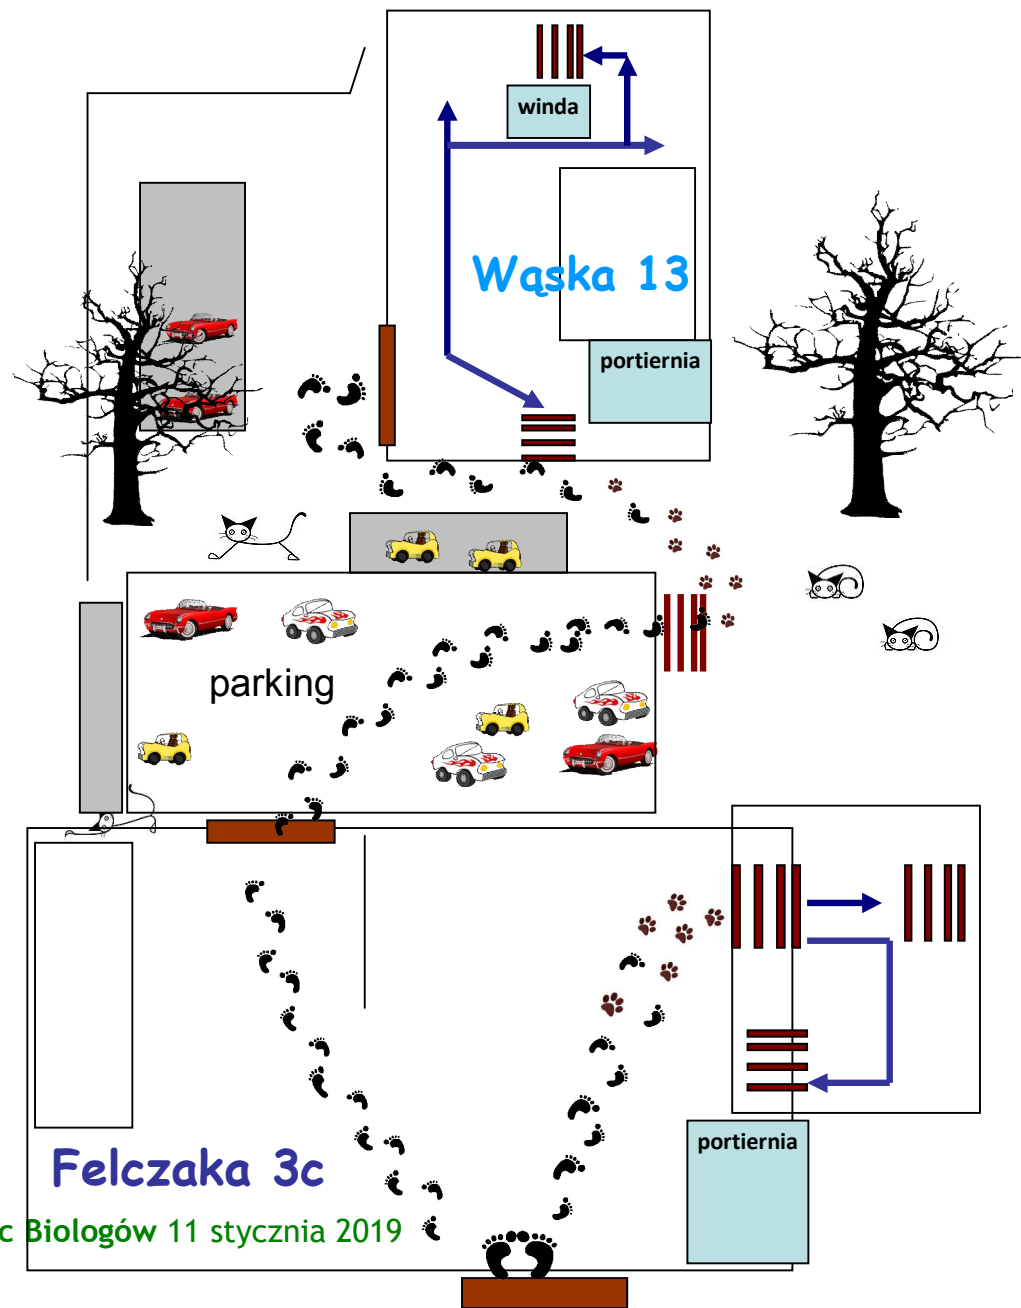 winda
Wąska 13
portiernia
parking
portiernia
Felczaka 3c
c Biologów 11 stycznia 2019